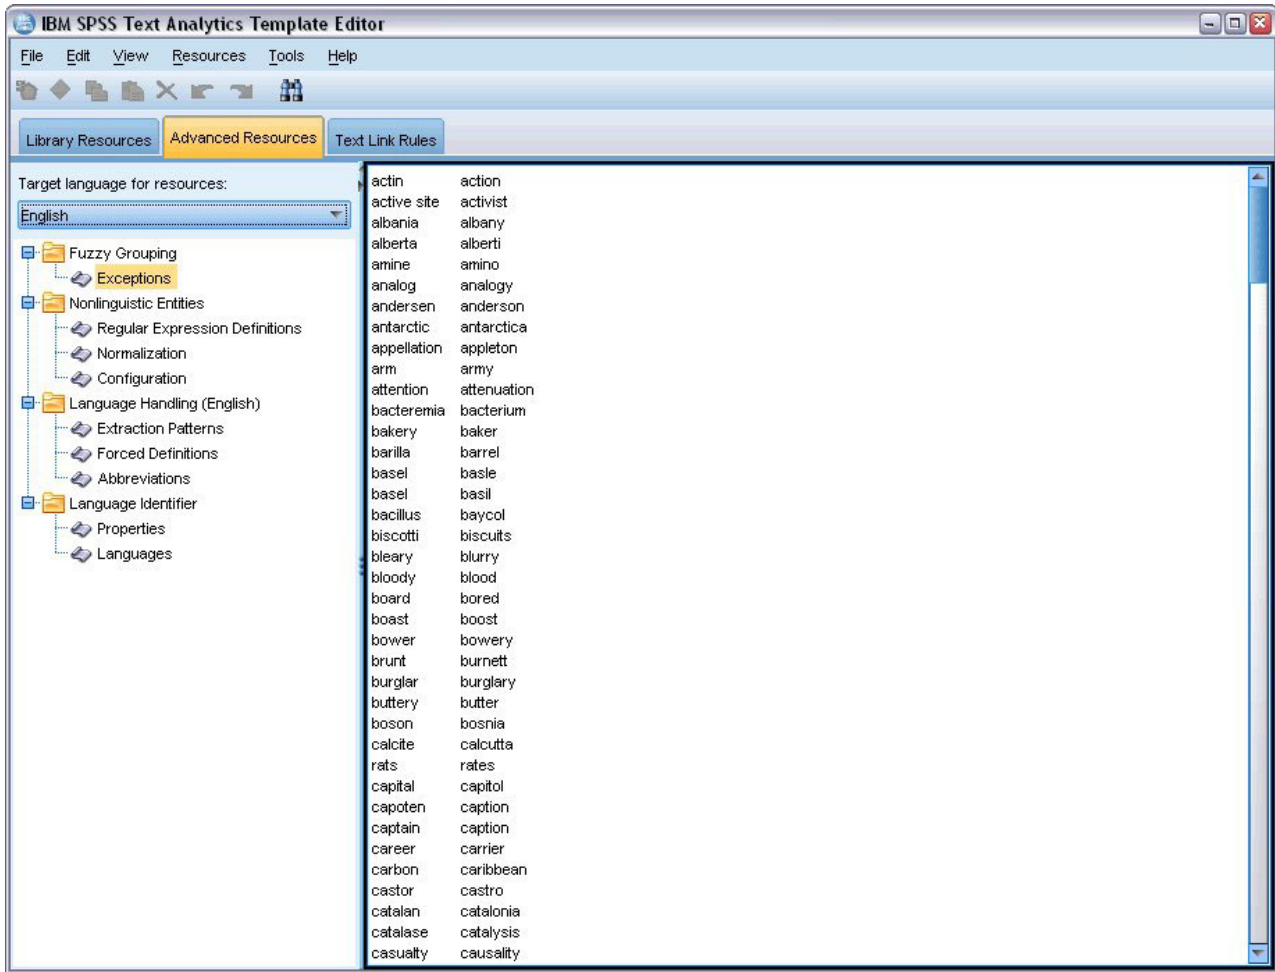 IBM SPSS Text Analytics Template Editor
File Edit View Resources Tools Help
Library Resources Advanced Resources Text Link Rules
Target language for resources:
English
Fuzzy Grouping
Exceptions
Nonlinguistic Entities
Regular Expression Definitions
Normalization
Configuration
Language Handling (English)
Extraction Patterns
Forced Definitions
Abbreviations
Language Identifier
Properties
Languages
actin action
active site activist
albania albany
alberta alberti
amine amino
analog analogy
andersen anderson
antarctic antarctica
appellation appleton
arm army
attention attenuation
bacteremia bacterium
bakery baker
barilla barrel
basel basle
basel basil
bacillus baycol
biscotti biscuits
bleary blurry
bloody blood
board bored
boast boost
bower bowery
brunt burnett
burglar burglary
buttery butter
boson bosnia
calcite calcutta
rats rates
capital capitol
capoten caption
captain caption
career carrier
carbon caribbean
castor castro
catalan catalonia
catalase catalysis
casualty causality